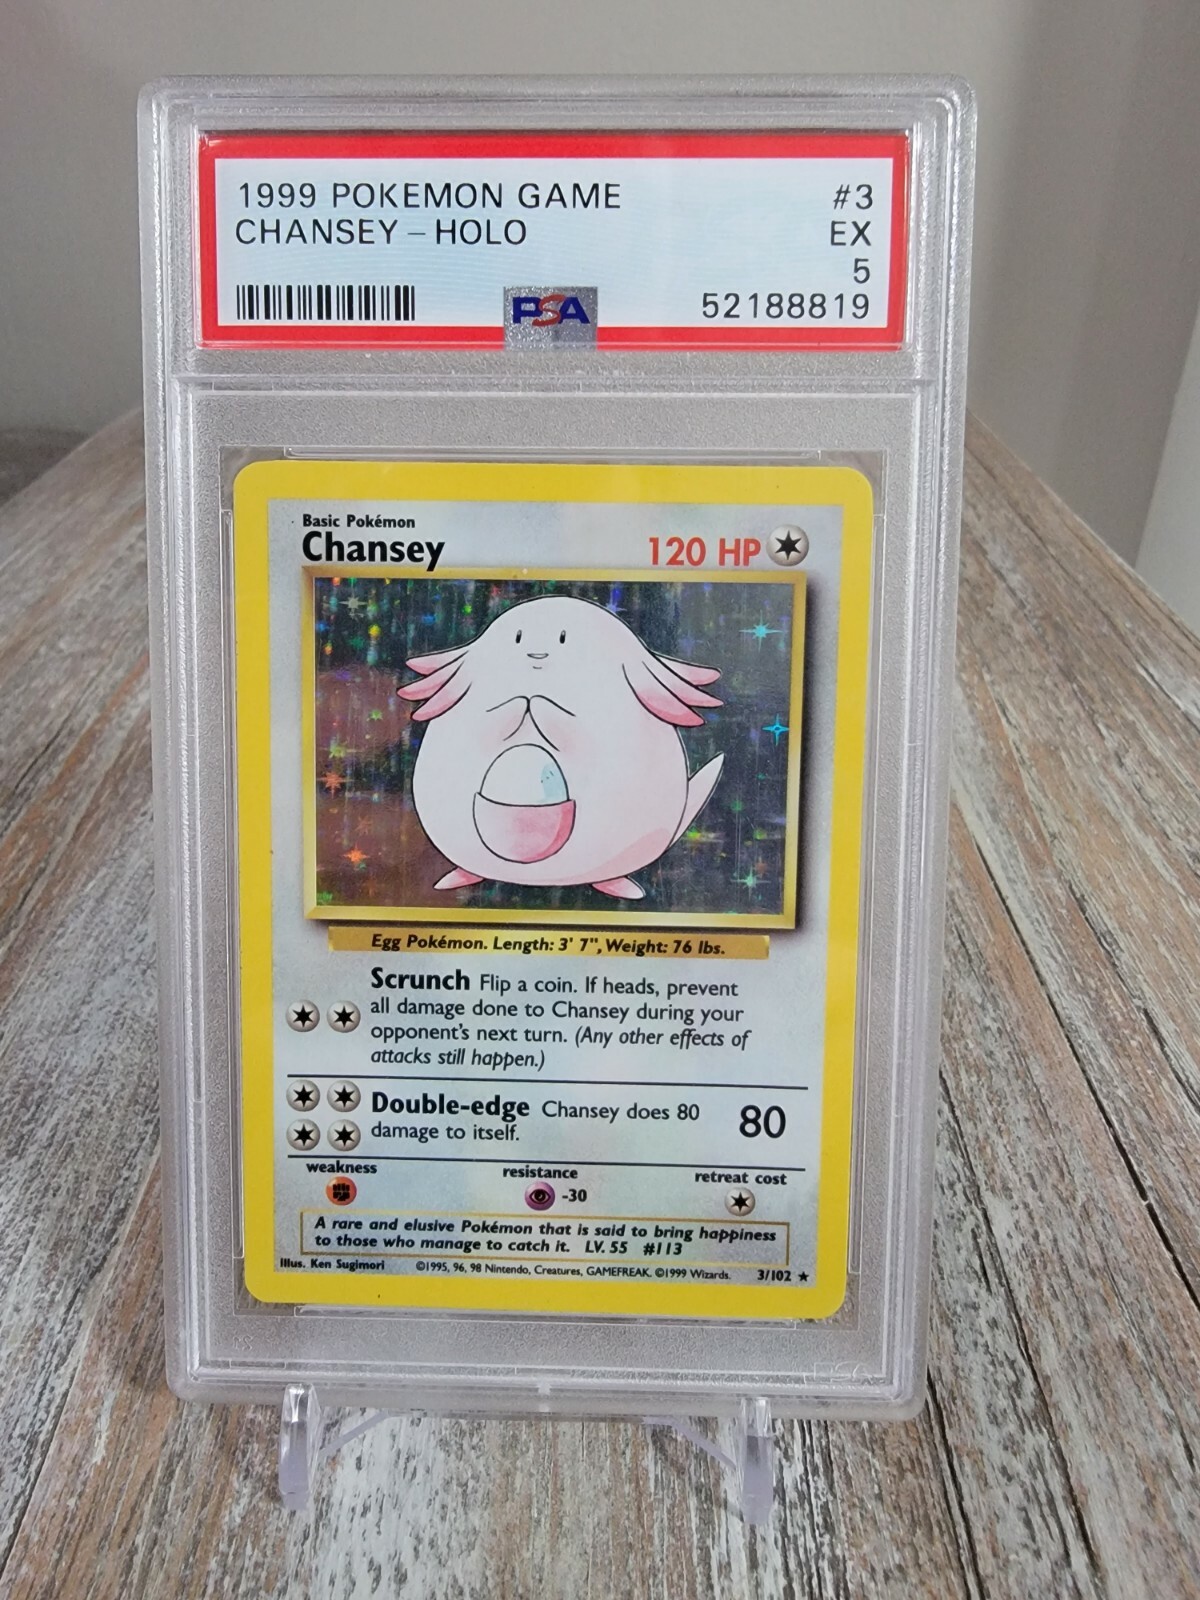 1999 POKEMON GAME #3
CHANSEY – HOLO EX
5
PSA 52188819
Basic Pokémon
Chansey 120 HP
Egg Pokémon. Length: 3' 7", Weight: 76 lbs.
Scrunch Flip a coin. If heads, prevent
all damage done to Chansey during your
opponent's next turn. (Any other effects of
attacks still happen.)
Double-edge Chansey does 80 80
damage to itself.
weakness resistance retreat cost
-30
A rare and elusive Pokémon that is said to bring happiness
to those who manage to catch it. LV. 55 #113
Illus. Ken Sugimori ©1995, 96, 98 Nintendo, Creatures, GAMEFREAK. ©1999 Wizards. 3/102 ★